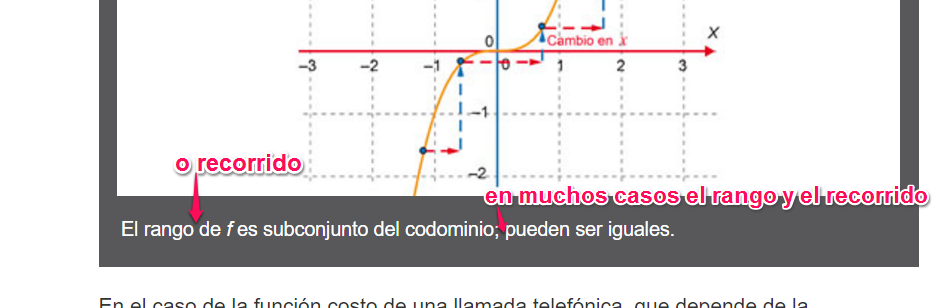 X
0
Cambio en x
–3 –2 –1 0 1 2 3
–1
–2
o recorrido
en muchos casos el rango y el recorrido
El rango de f es subconjunto del codominio; pueden ser iguales.
En el caso de la función costo de una llamada telefónica, que depende de la